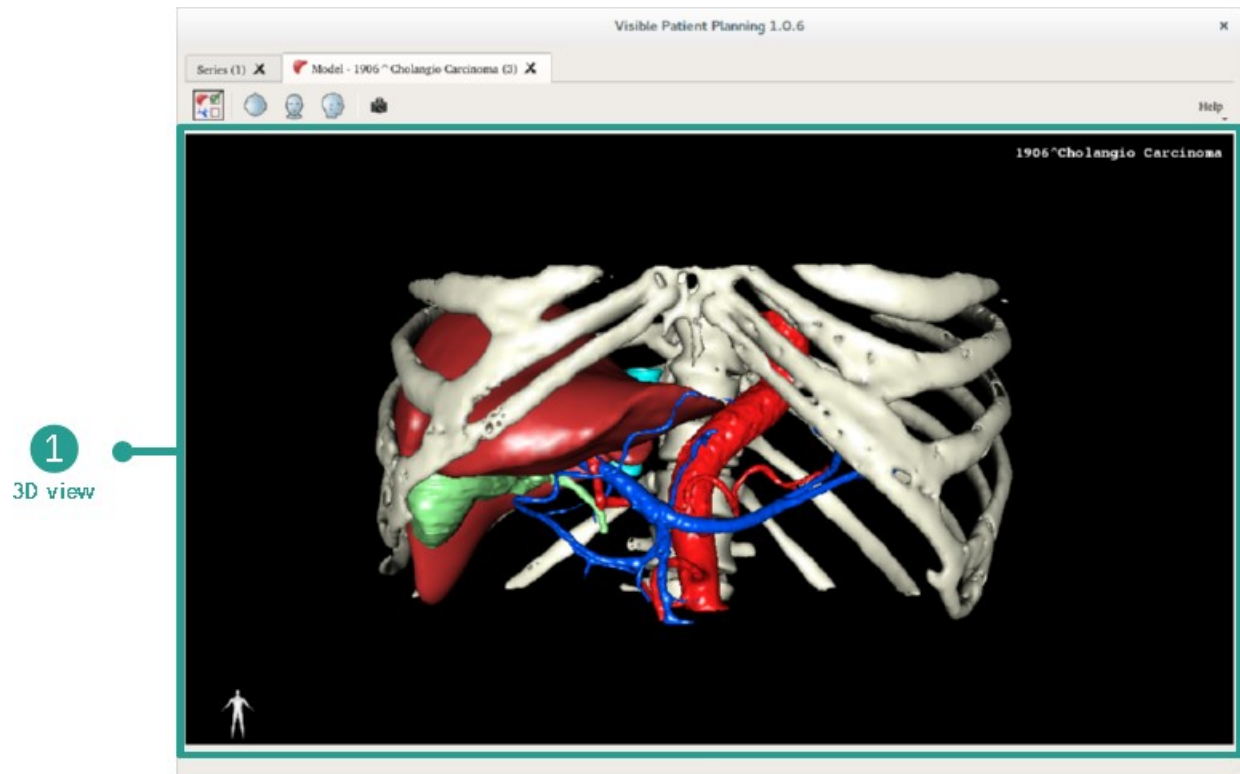 Visible Patient Planning 1.0.6
Series (1)
Model - 1906^Cholangio Carcinoma (3)
Help
1906^Cholangio Carcinoma
1
3D view